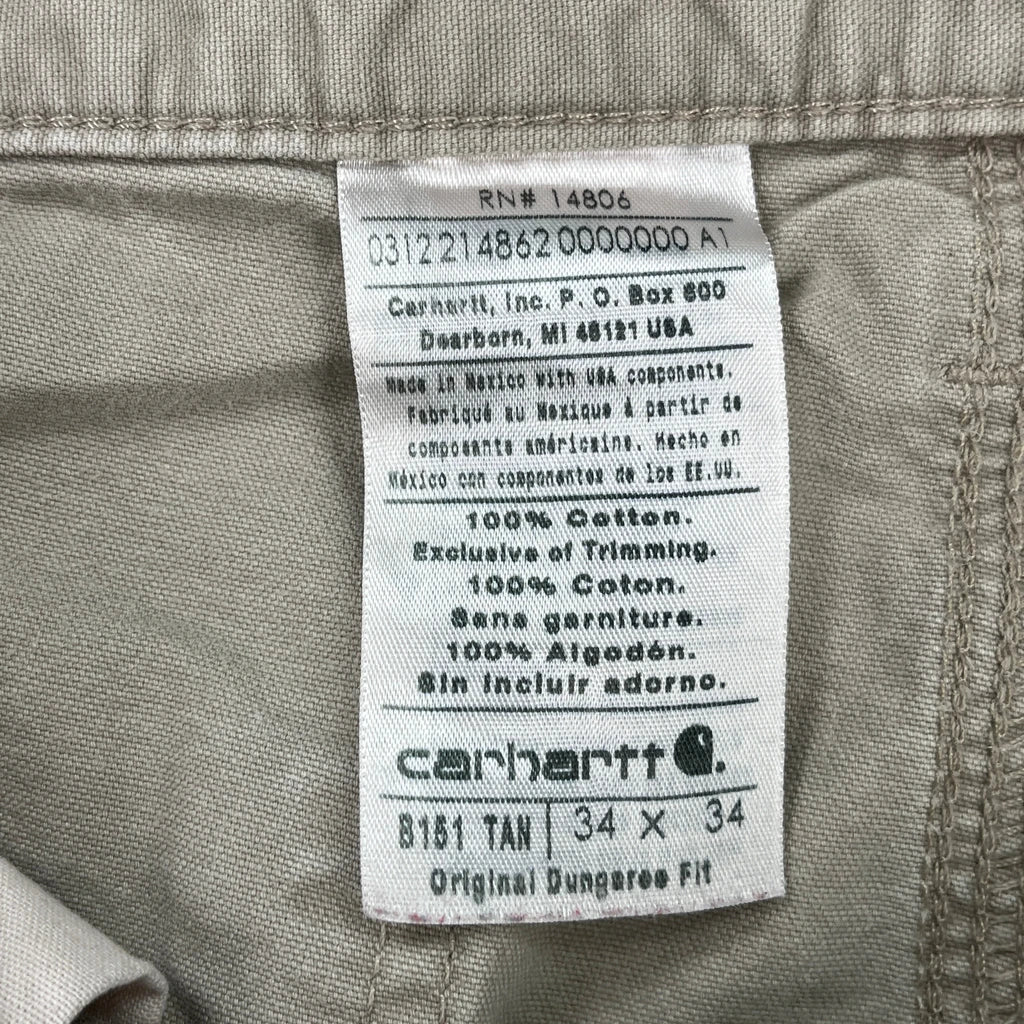 RN# 14806
0312214862 0000000 A1
Carhartt, Inc. P. O. Box 600
Dearborn, MI 48121 USA
Made in Mexico with USA components.
Fabriqué au Mexique à partir de
composants américains. Hecho en
México con componentes de los EE.UU.
100% Cotton.
Exclusive of Trimming.
100% Coton.
Sans garniture.
100% Algodón.
Sin incluir adorno.
carhartt
B151 TAN | 34 X 34
Original Dungaree Fit